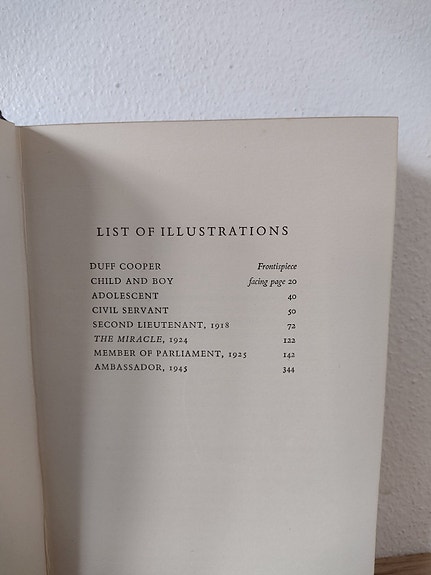 LIST OF ILLUSTRATIONS
DUFF COOPER Frontispiece
CHILD AND BOY facing page 20
ADOLESCENT 40
CIVIL SERVANT 50
SECOND LIEUTENANT, 1918 72
THE MIRACLE, 1924 122
MEMBER OF PARLIAMENT, 1925 142
AMBASSADOR, 1945 344